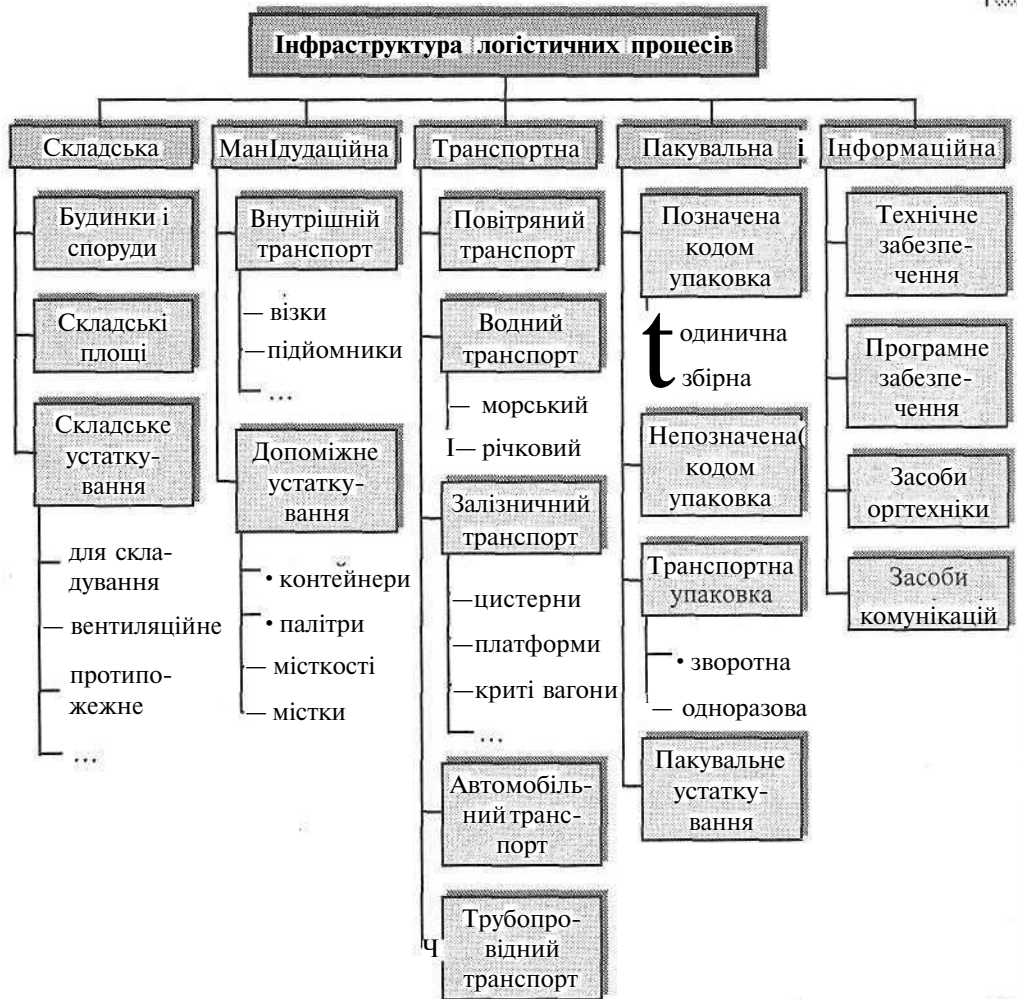 Інфраструктура логістичних процесів
Складська
Будинки і
споруди
Складські
площі
Складське
устатку-
вання
для скла-
дування
— вентиляційне
протипо-
жежне
...
МанІдудаційна
Внутрішній
транспорт
— візки
—підйомники
...
Допоміжне
устатку-
вання
• контейнери
• палітри
— місткості
— містки
Транспортна
Повітряний
транспорт
Водний
транспорт
— морський
І— річковий
Залізничний
транспорт
—цистерни
—платформи
—криті вагони
...
Автомобіль-
ний транс-
порт
Ч
Трубопро-
відний
транспорт
Пакувальна і
Позначена
кодом
упаковка
t одинична
збірна
Непозначена(
кодом
упаковка
Транспортна
упаковка
• зворотна
— одноразова
Пакувальне
устатку-
вання
Інформаційна
Технічне
забезпе-
чення
Програмне
забезпе-
чення
Засоби
оргтехніки
Засоби
комунікацій